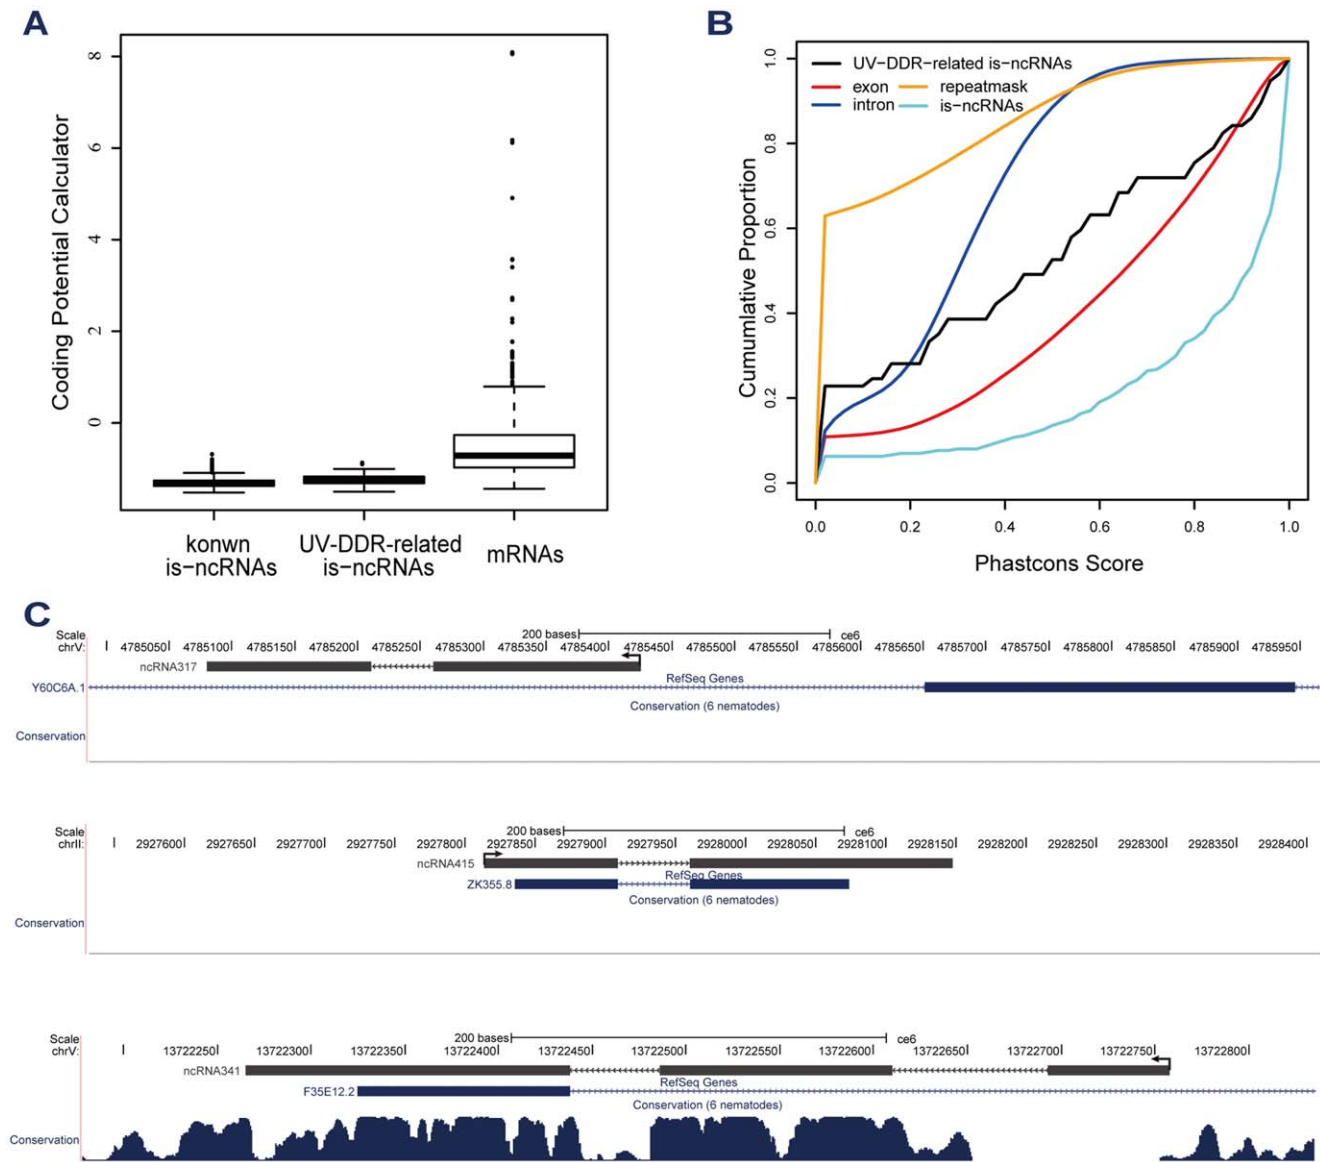 A
8
6
4
2
0
Coding Potential Calculator
konwn
is−ncRNAs
UV-DDR-related
is−ncRNAs
mRNAs
B
UV−DDR−related is−ncRNAs
exon repeatmask
intron is−ncRNAs
1.0
0.8
0.6
0.4
0.2
0.0
Cumumlative Proportion
0.0 0.2 0.4 0.6 0.8 1.0
Phastcons Score
C
Scale 200 bases ce6
chrV: 4785050 4785100 4785150 4785200 4785250 4785300 4785350 4785400 4785450 4785500 4785550 4785600 4785650 4785700 4785750 4785800 4785850 4785900 4785950
ncRNA317
RefSeq Genes
Y60C6A.1
Conservation (6 nematodes)
Conservation
Scale 200 bases ce6
chrII: 2927600 2927650 2927700 2927750 2927800 2927850 2927900 2927950 2928000 2928050 2928100 2928150 2928200 2928250 2928300 2928350 2928400
ncRNA415
RefSeq Genes
ZK355.8
Conservation (6 nematodes)
Conservation
Scale 200 bases ce6
chrV: 13722250 13722300 13722350 13722400 13722450 13722500 13722550 13722600 13722650 13722700 13722750 13722800
ncRNA341
RefSeq Genes
F35E12.2
Conservation (6 nematodes)
Conservation